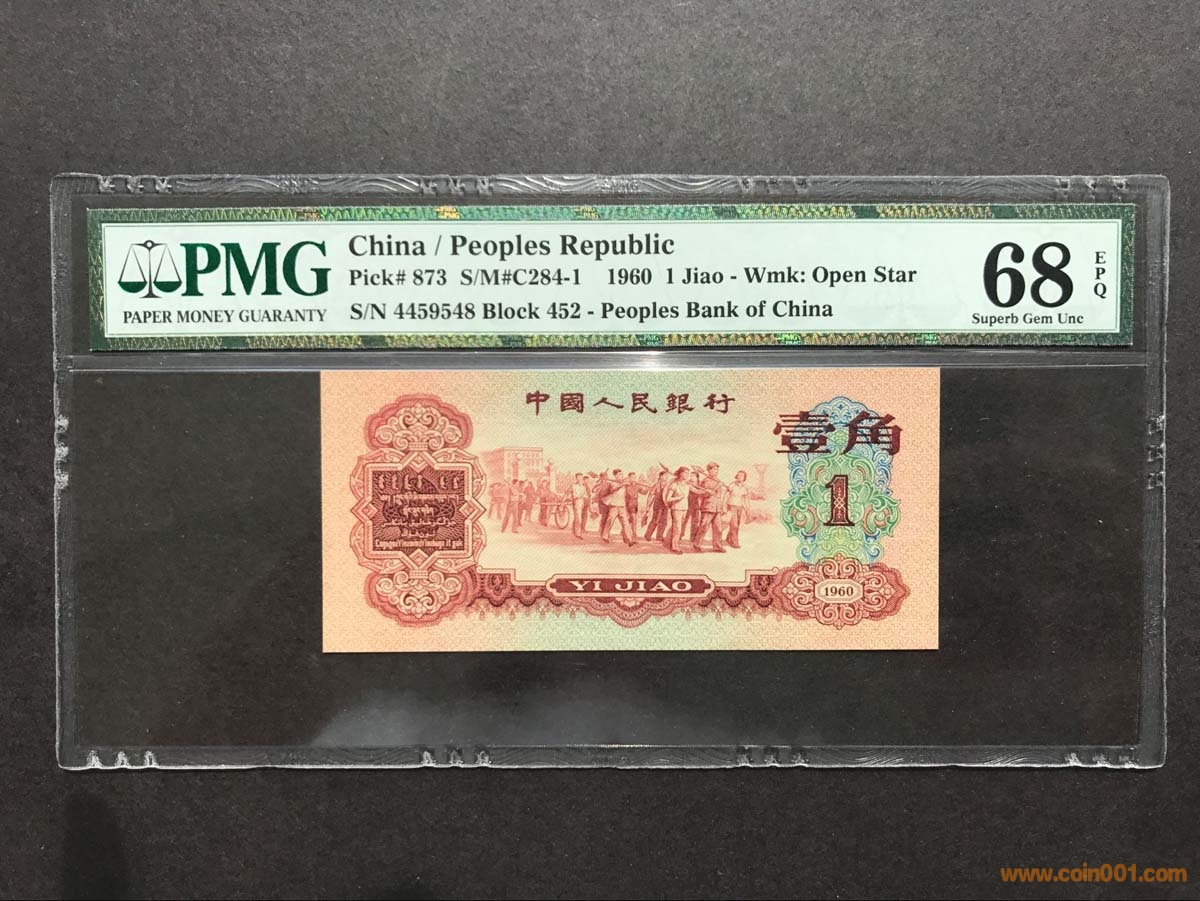 PMG
PAPER MONEY GUARANTY
China / Peoples Republic
Pick# 873 S/M#C284-1 1960 1 Jiao - Wmk: Open Star
S/N 4459548 Block 452 - Peoples Bank of China
68
EPQ
Superb Gem Unc
中國人民銀行
壹角
1
YI JIAO
1960
www.coin001.com